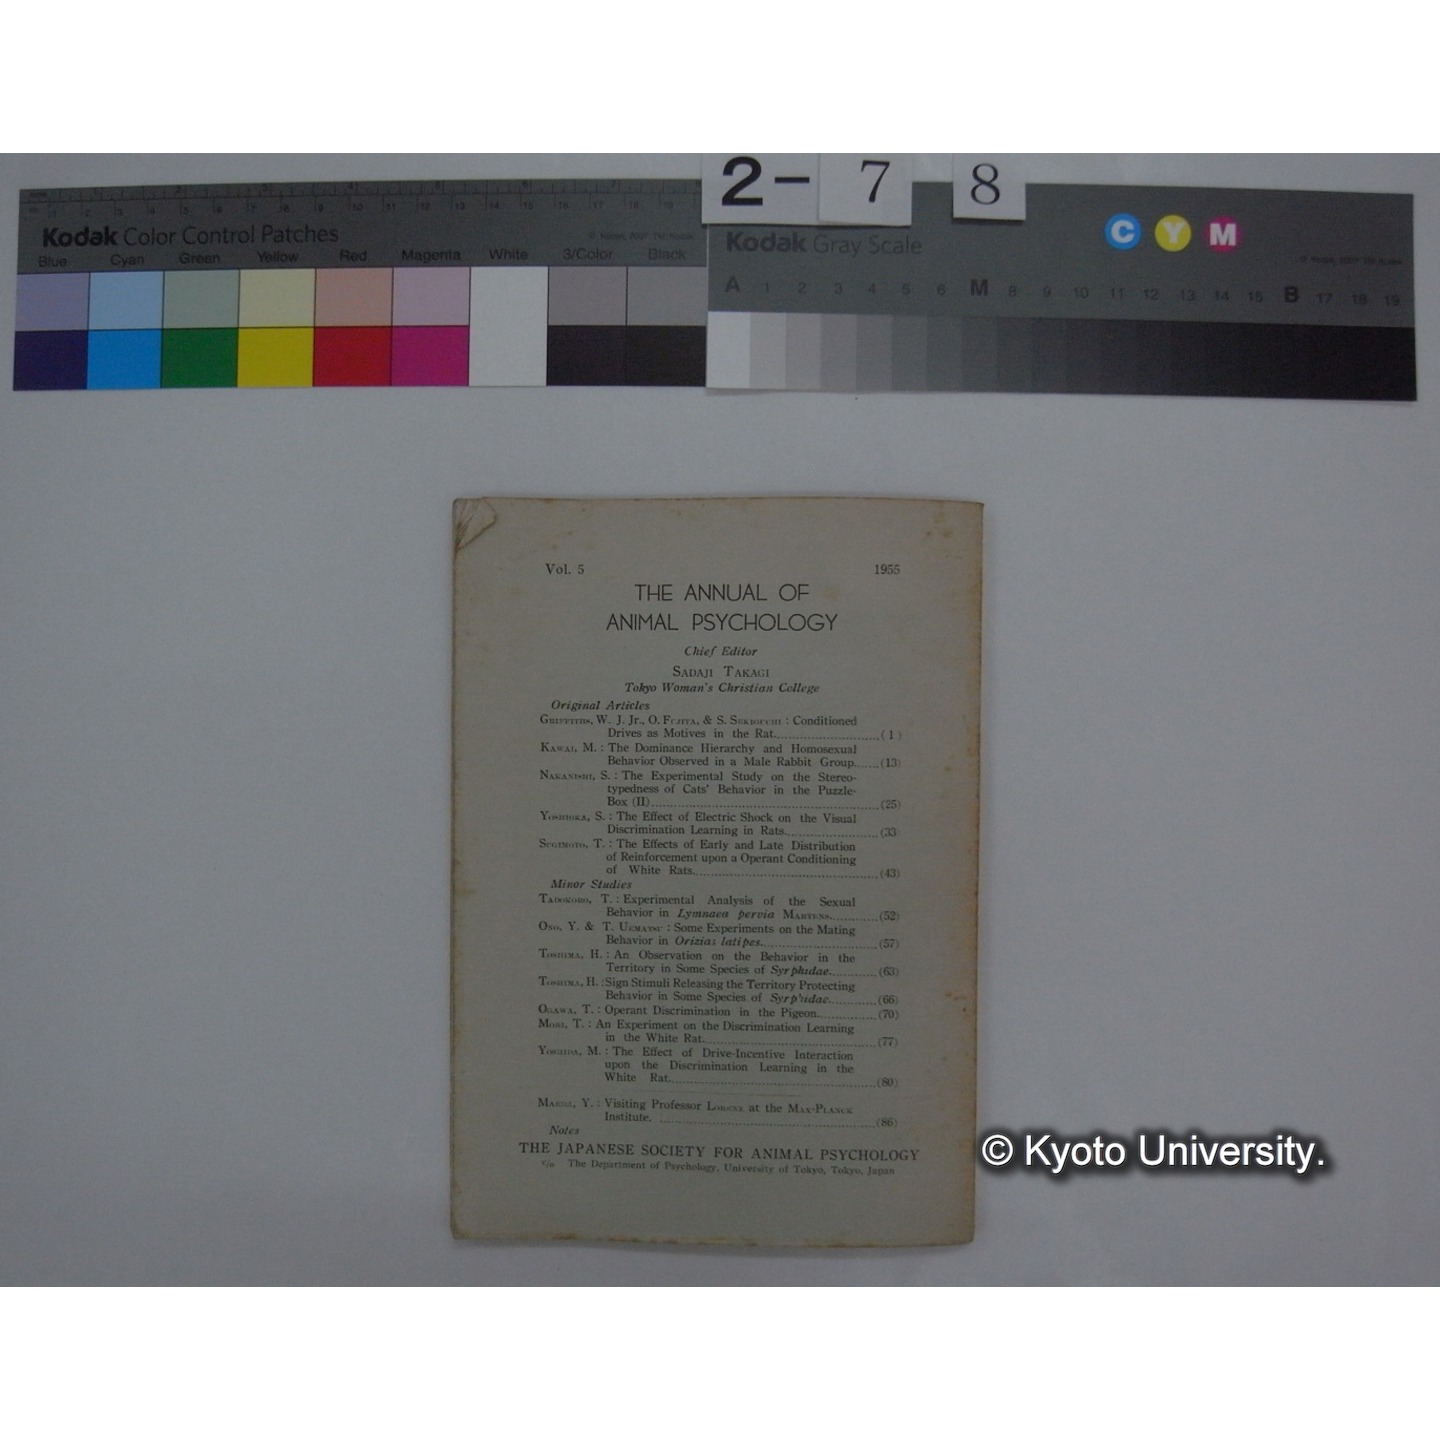 2- 7 8
Kodak Color Control Patches
Blue Cyan Green Yellow Red Magenta White 3/Color Black
Kodak Gray Scale
C Y M
A 1 2 3 4 5 6 M 8 9 10 11 12 13 14 15 B 17 18 19
Vol. 5 1955
THE ANNUAL OF
ANIMAL PSYCHOLOGY
Chief Editor
SADAJI TAKAGI
Tokyo Woman's Christian College
Original Articles
GRIFFITHS, W. J. Jr., O. FUJITA, & S. SEKIGUCHI : Conditioned
Drives as Motives in the Rat. (1)
KAWAI, M. : The Dominance Hierarchy and Homosexual
Behavior Observed in a Male Rabbit Group. (13)
NAKANISHI, S. : The Experimental Study on the Stereo-
typedness of Cats' Behavior in the Puzzle-
Box (II) (25)
YOSHIOKA, S. : The Effect of Electric Shock on the Visual
Discrimination Learning in Rats. (33
SUGIMOTO, T. : The Effects of Early and Late Distribution
of Reinforcement upon a Operant Conditioning
of White Rats. (43)
Minor Studies
TADOKORO, T. : Experimental Analysis of the Sexual
Behavior in Lymnaea pervia MARTENS. (52)
ONO, Y. & T. UEMATSU : Some Experiments on the Mating
Behavior in Orizias latipes. (57)
TOSHIMA, H. : An Observation on the Behavior in the
Territory in Some Species of Syrphidae. (63)
TOSHIMA, H. :Sign Stimuli Releasing the Territory Protecting
Behavior in Some Species of Syrphidae. (66)
OGAWA, T. : Operant Discrimination in the Pigeon. (70)
MORI, T. : An Experiment on the Discrimination Learning
in the White Rat. (77)
YOSHIDA, M. : The Effect of Drive-Incentive Interaction
upon the Discrimination Learning in the
White Rat. (80)
MAEDA, Y. : Visiting Professor LORENZ at the MAX-PLANCK
Institute. (86)
Notes
THE JAPANESE SOCIETY FOR ANIMAL PSYCHOLOGY
c/o The Department of Psychology, University of Tokyo, Tokyo, Japan
© Kyoto University.